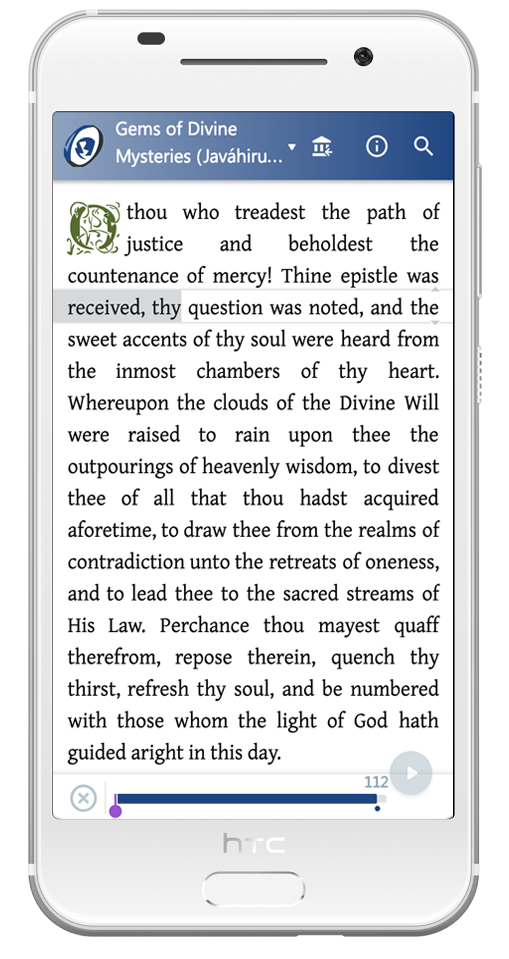 Gems of Divine
Mysteries (Javáhiru...
O thou who treadest the path of
justice and beholdest the
countenance of mercy! Thine epistle was
received, thy question was noted, and the
sweet accents of thy soul were heard from
the inmost chambers of thy heart.
Whereupon the clouds of the Divine Will
were raised to rain upon thee the
outpourings of heavenly wisdom, to divest
thee of all that thou hadst acquired
aforetime, to draw thee from the realms of
contradiction unto the retreats of oneness,
and to lead thee to the sacred streams of
His Law. Perchance thou mayest quaff
therefrom, repose therein, quench thy
thirst, refresh thy soul, and be numbered
with those whom the light of God hath
guided aright in this day.
112
htc